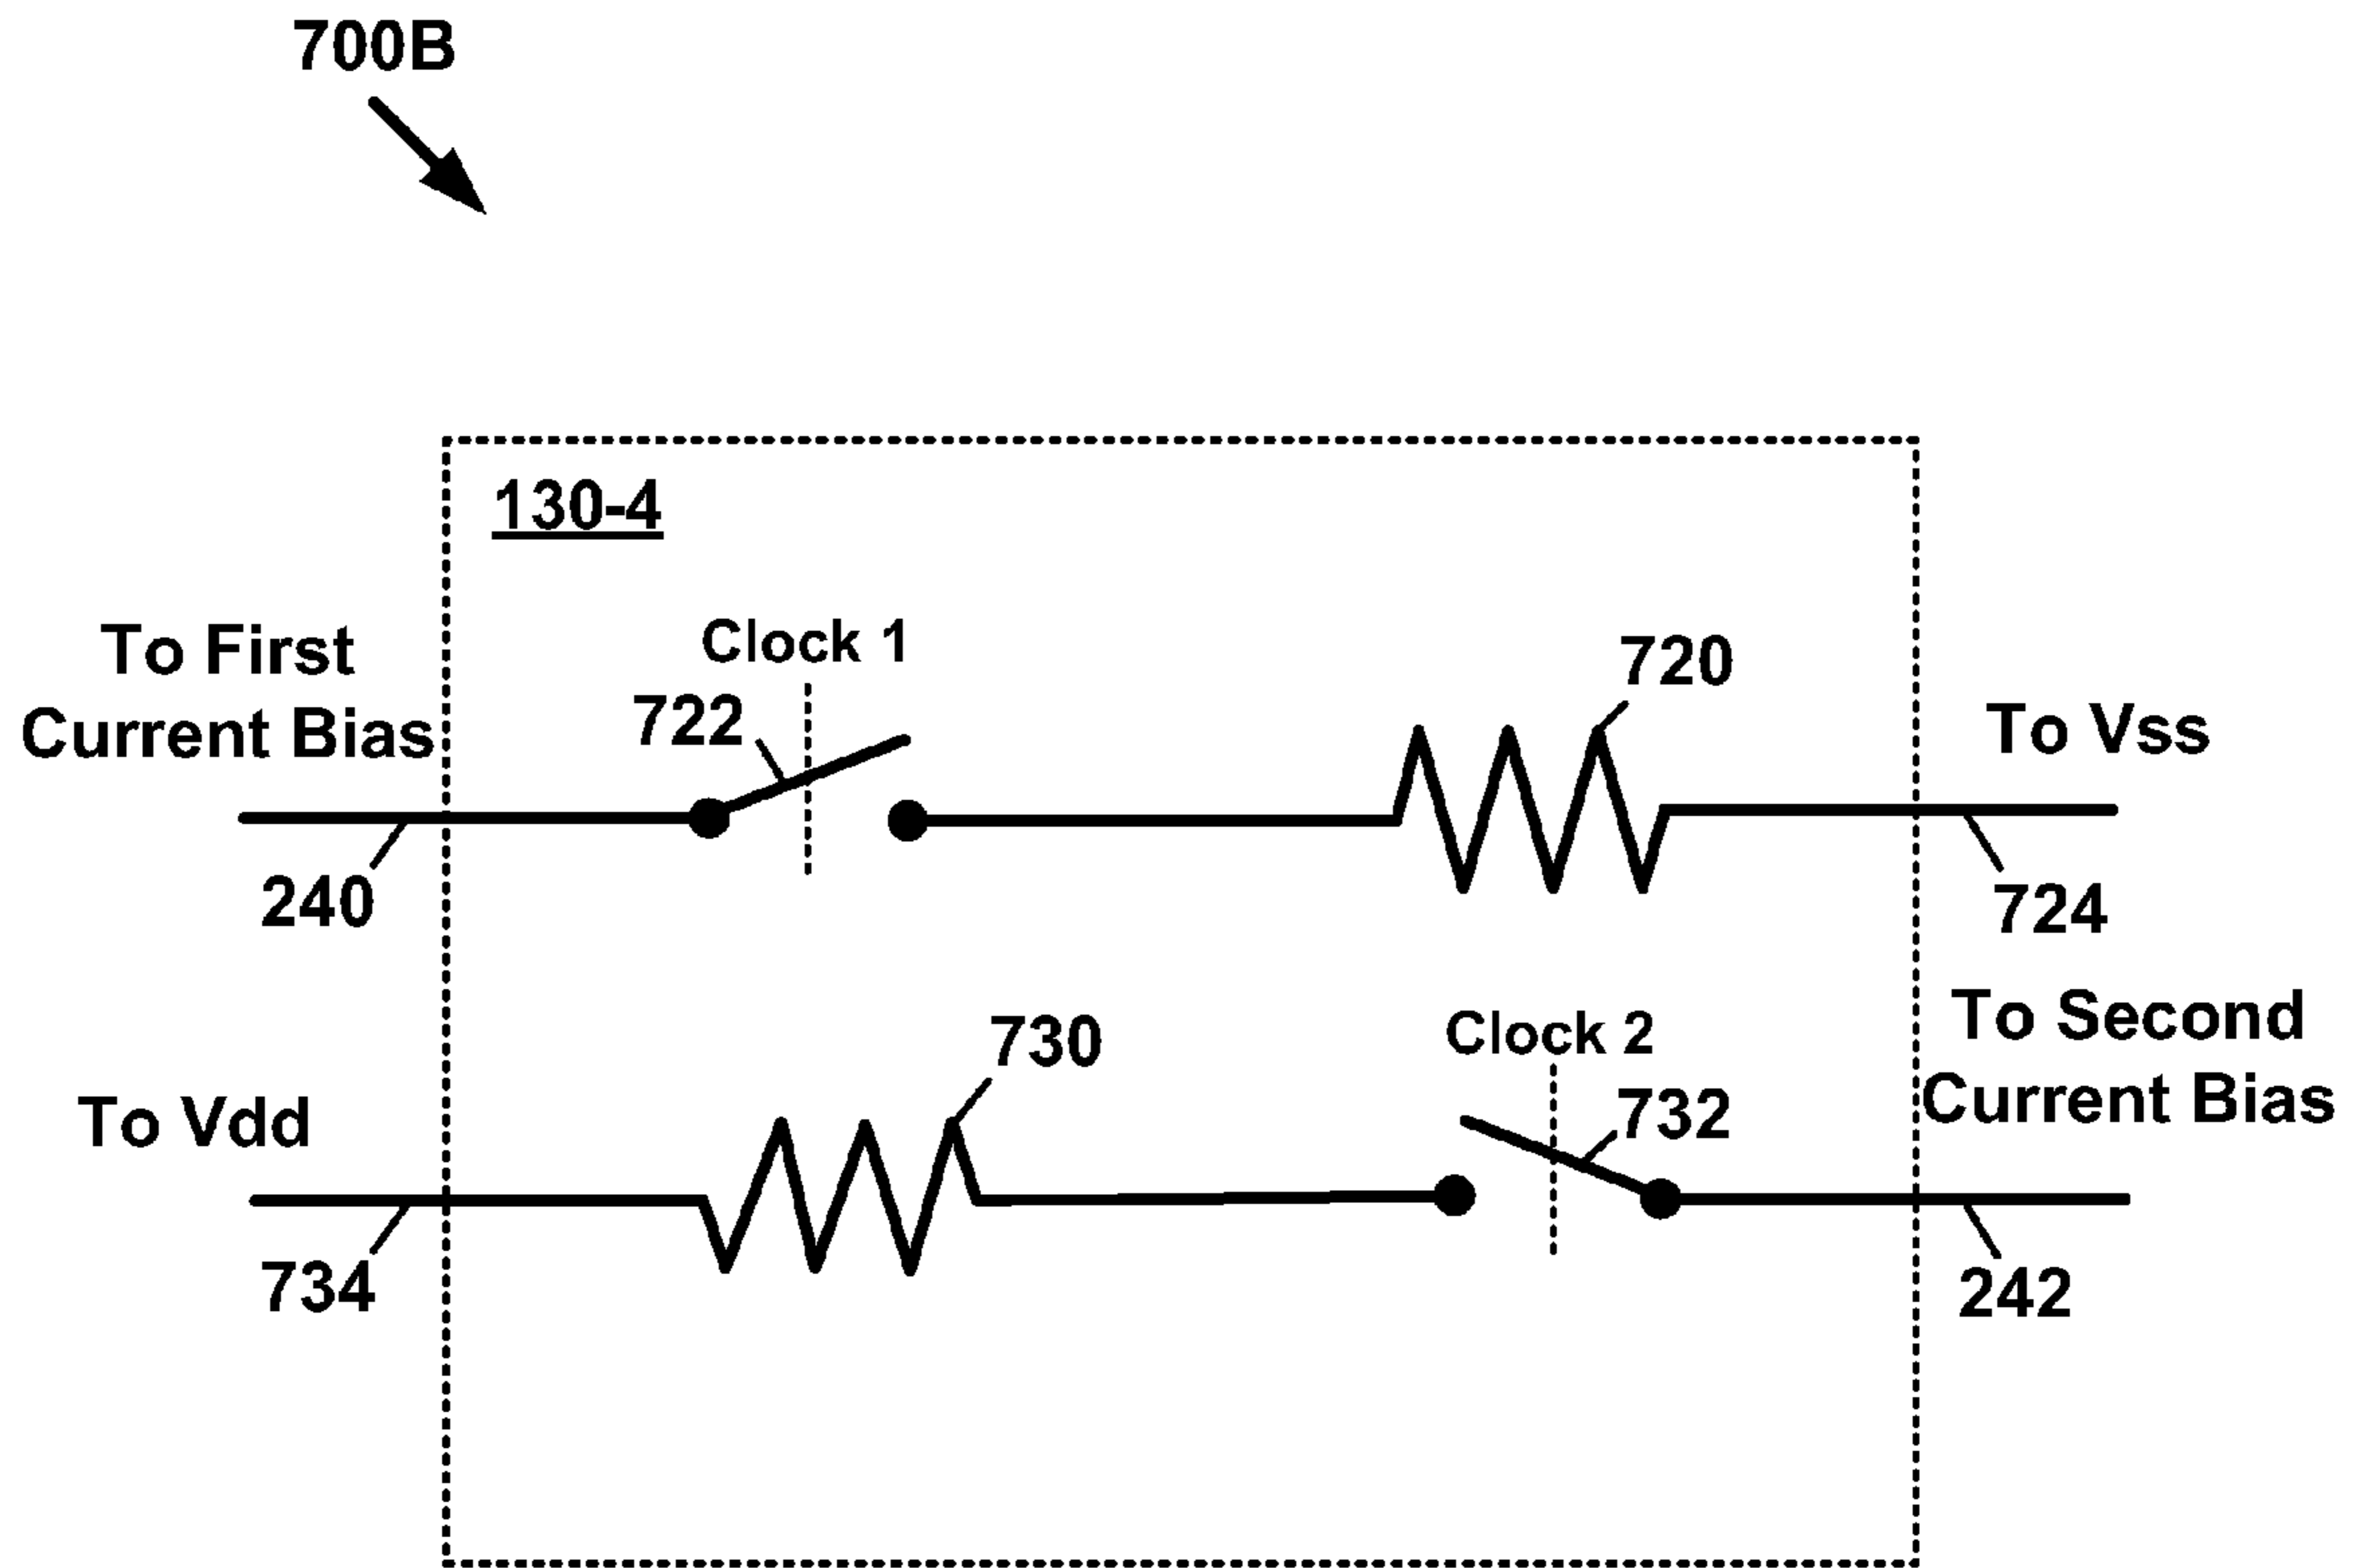 700B
130-4
To First
Current Bias
Clock 1
722
720
To Vss
240
724
To Second
Current Bias
730
Clock 2
732
To Vdd
734
242